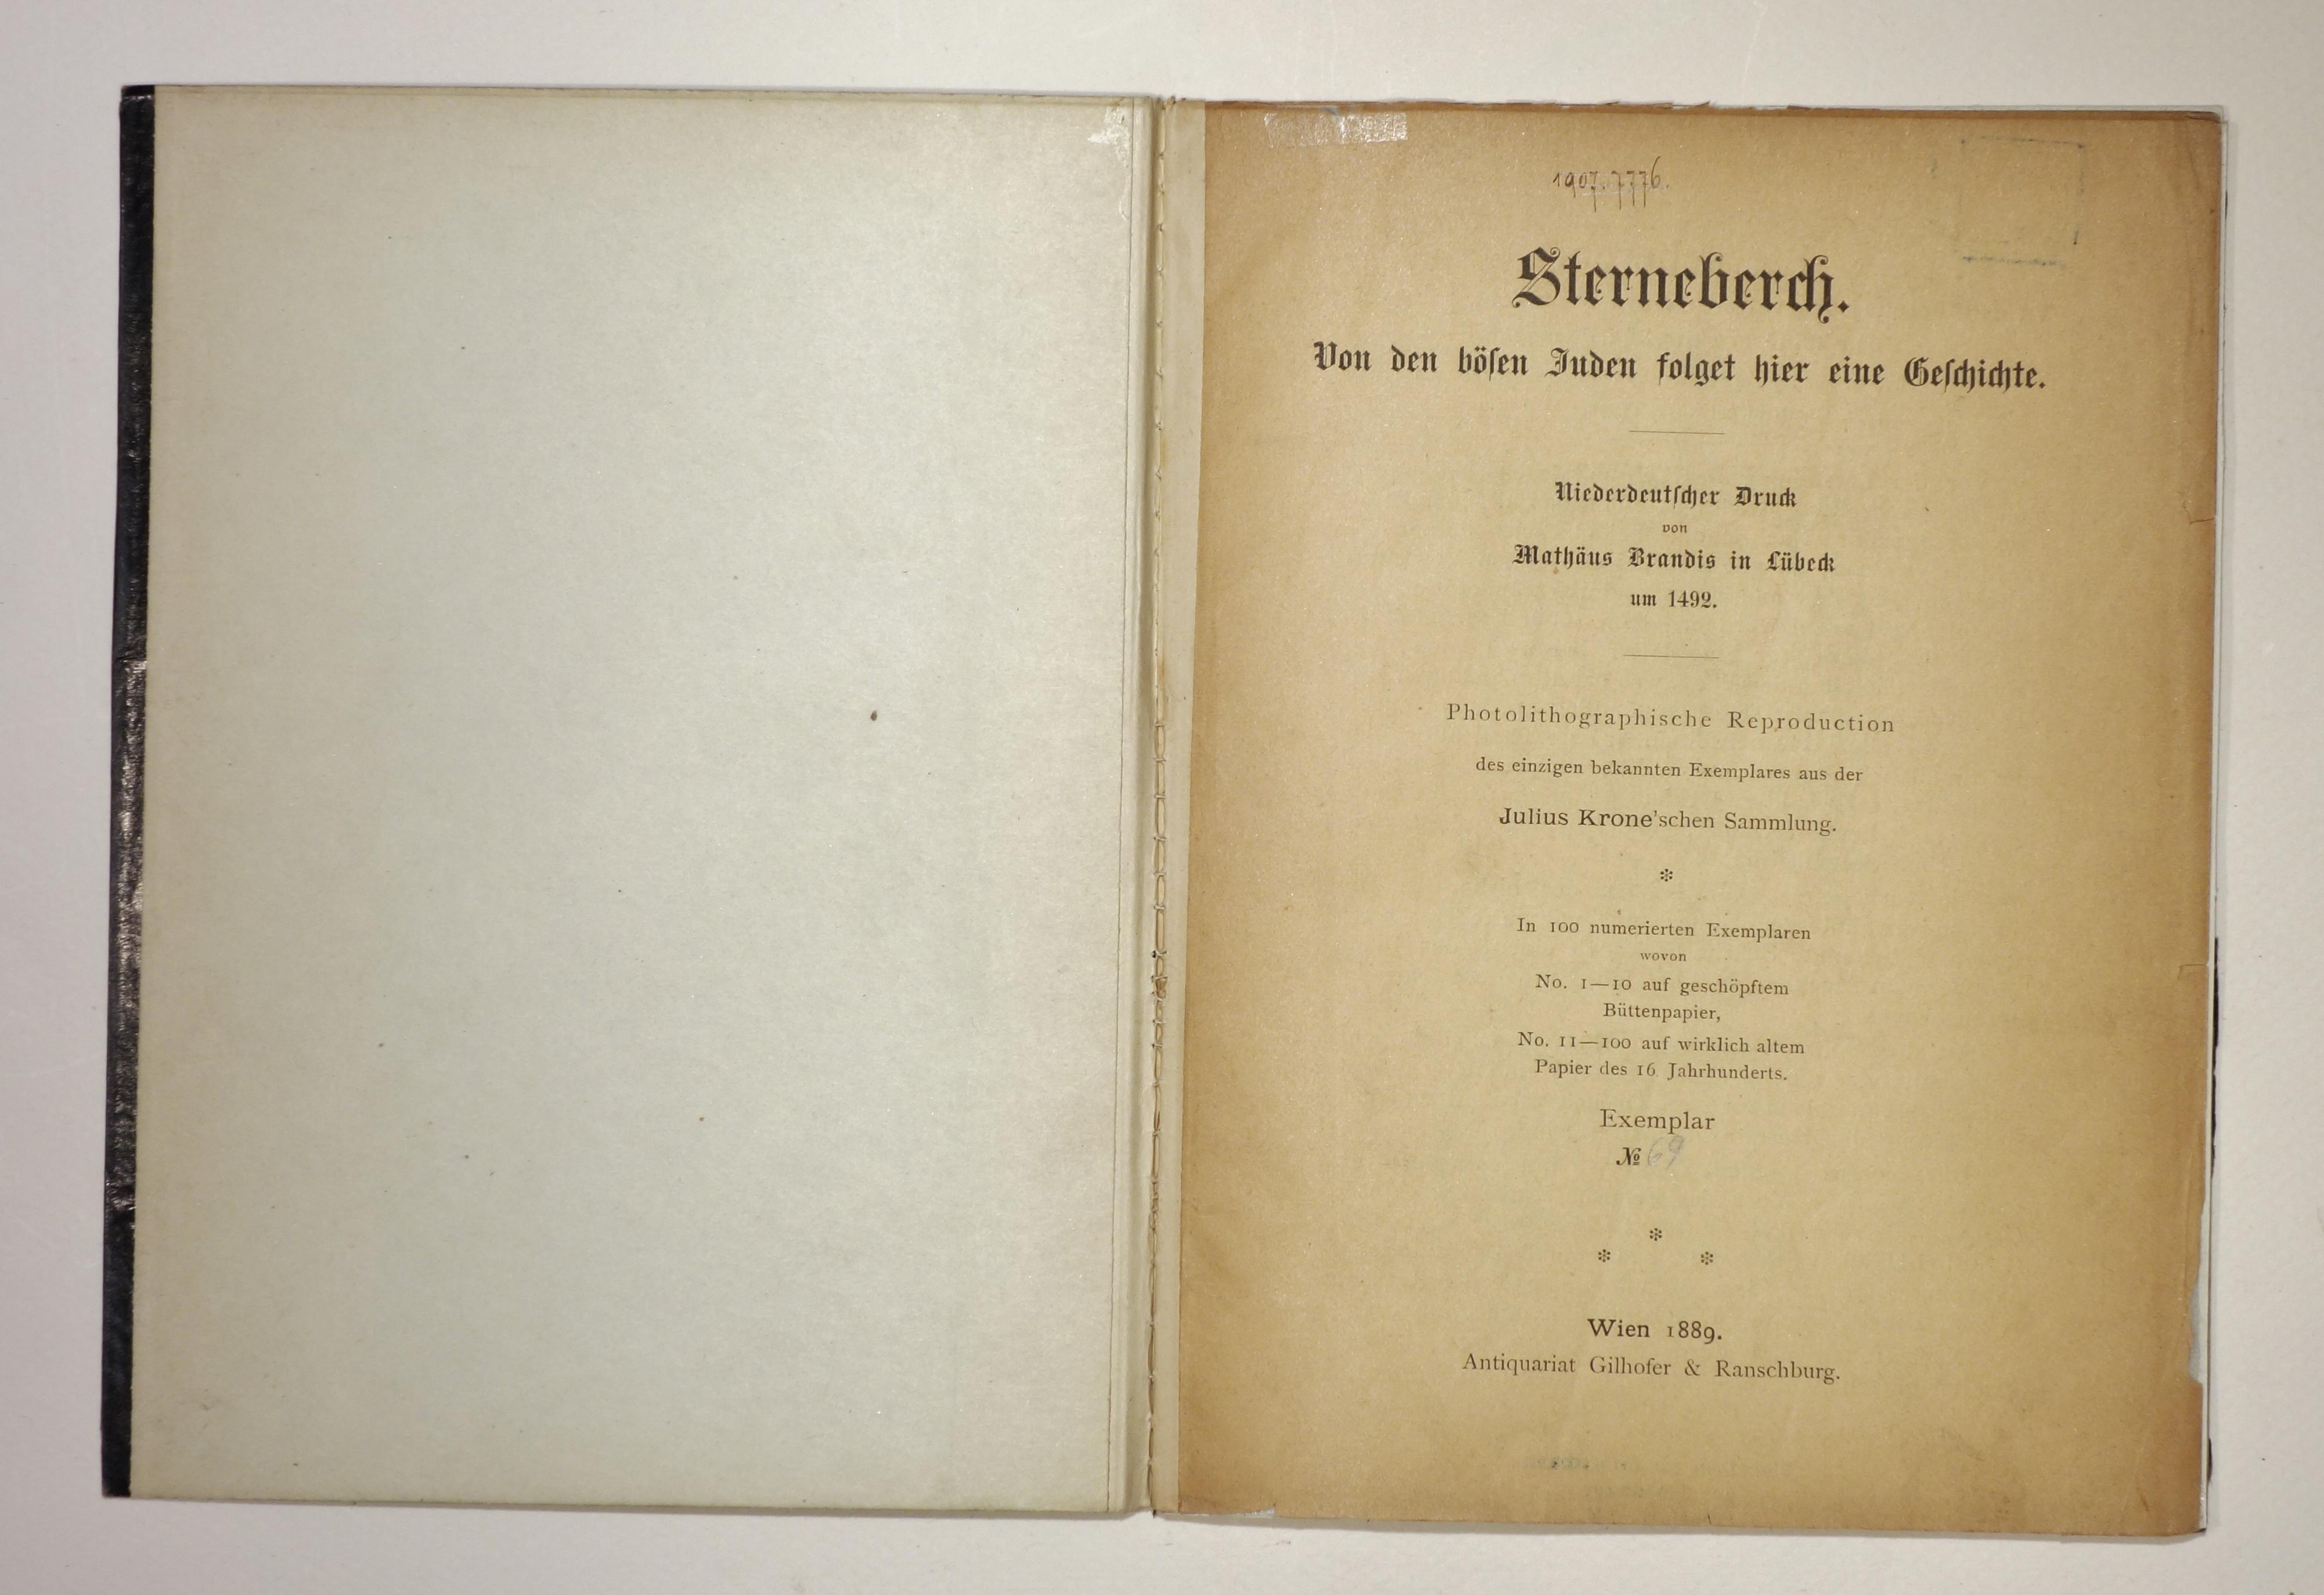 1907.7776.
Sterneberch.
Von den böſen Juden folget hier eine Geſchichte.
Niederdeutſcher Druck
von
Mathäus Brandis in Lübeck
um 1492.
Photolithographische Reproduction
des einzigen bekannten Exemplares aus der
Julius Krone'schen Sammlung.
*
In 100 numerierten Exemplaren
wovon
No. 1—10 auf geschöpftem
Büttenpapier,
No. 11—100 auf wirklich altem
Papier des 16 Jahrhunderts.
Exemplar
№ 69
*
* *
Wien 1889.
Antiquariat Gilhofer & Ranschburg.